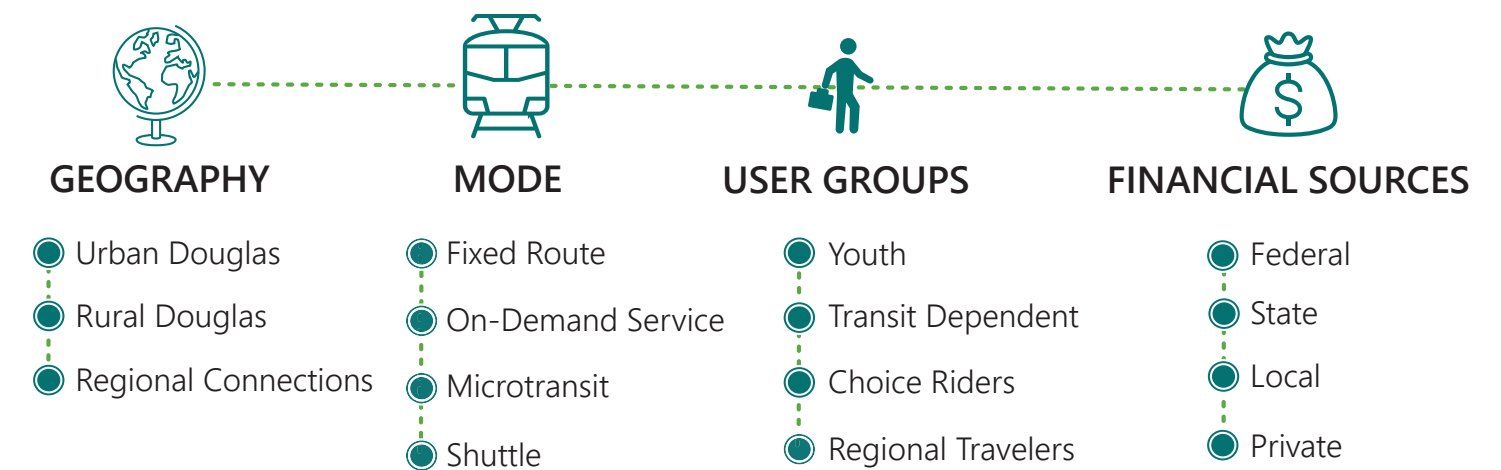 $
GEOGRAPHY
Urban Douglas
Rural Douglas
Regional Connections
MODE
Fixed Route
On-Demand Service
Microtransit
Shuttle
USER GROUPS
Youth
Transit Dependent
Choice Riders
Regional Travelers
FINANCIAL SOURCES
Federal
State
Local
Private